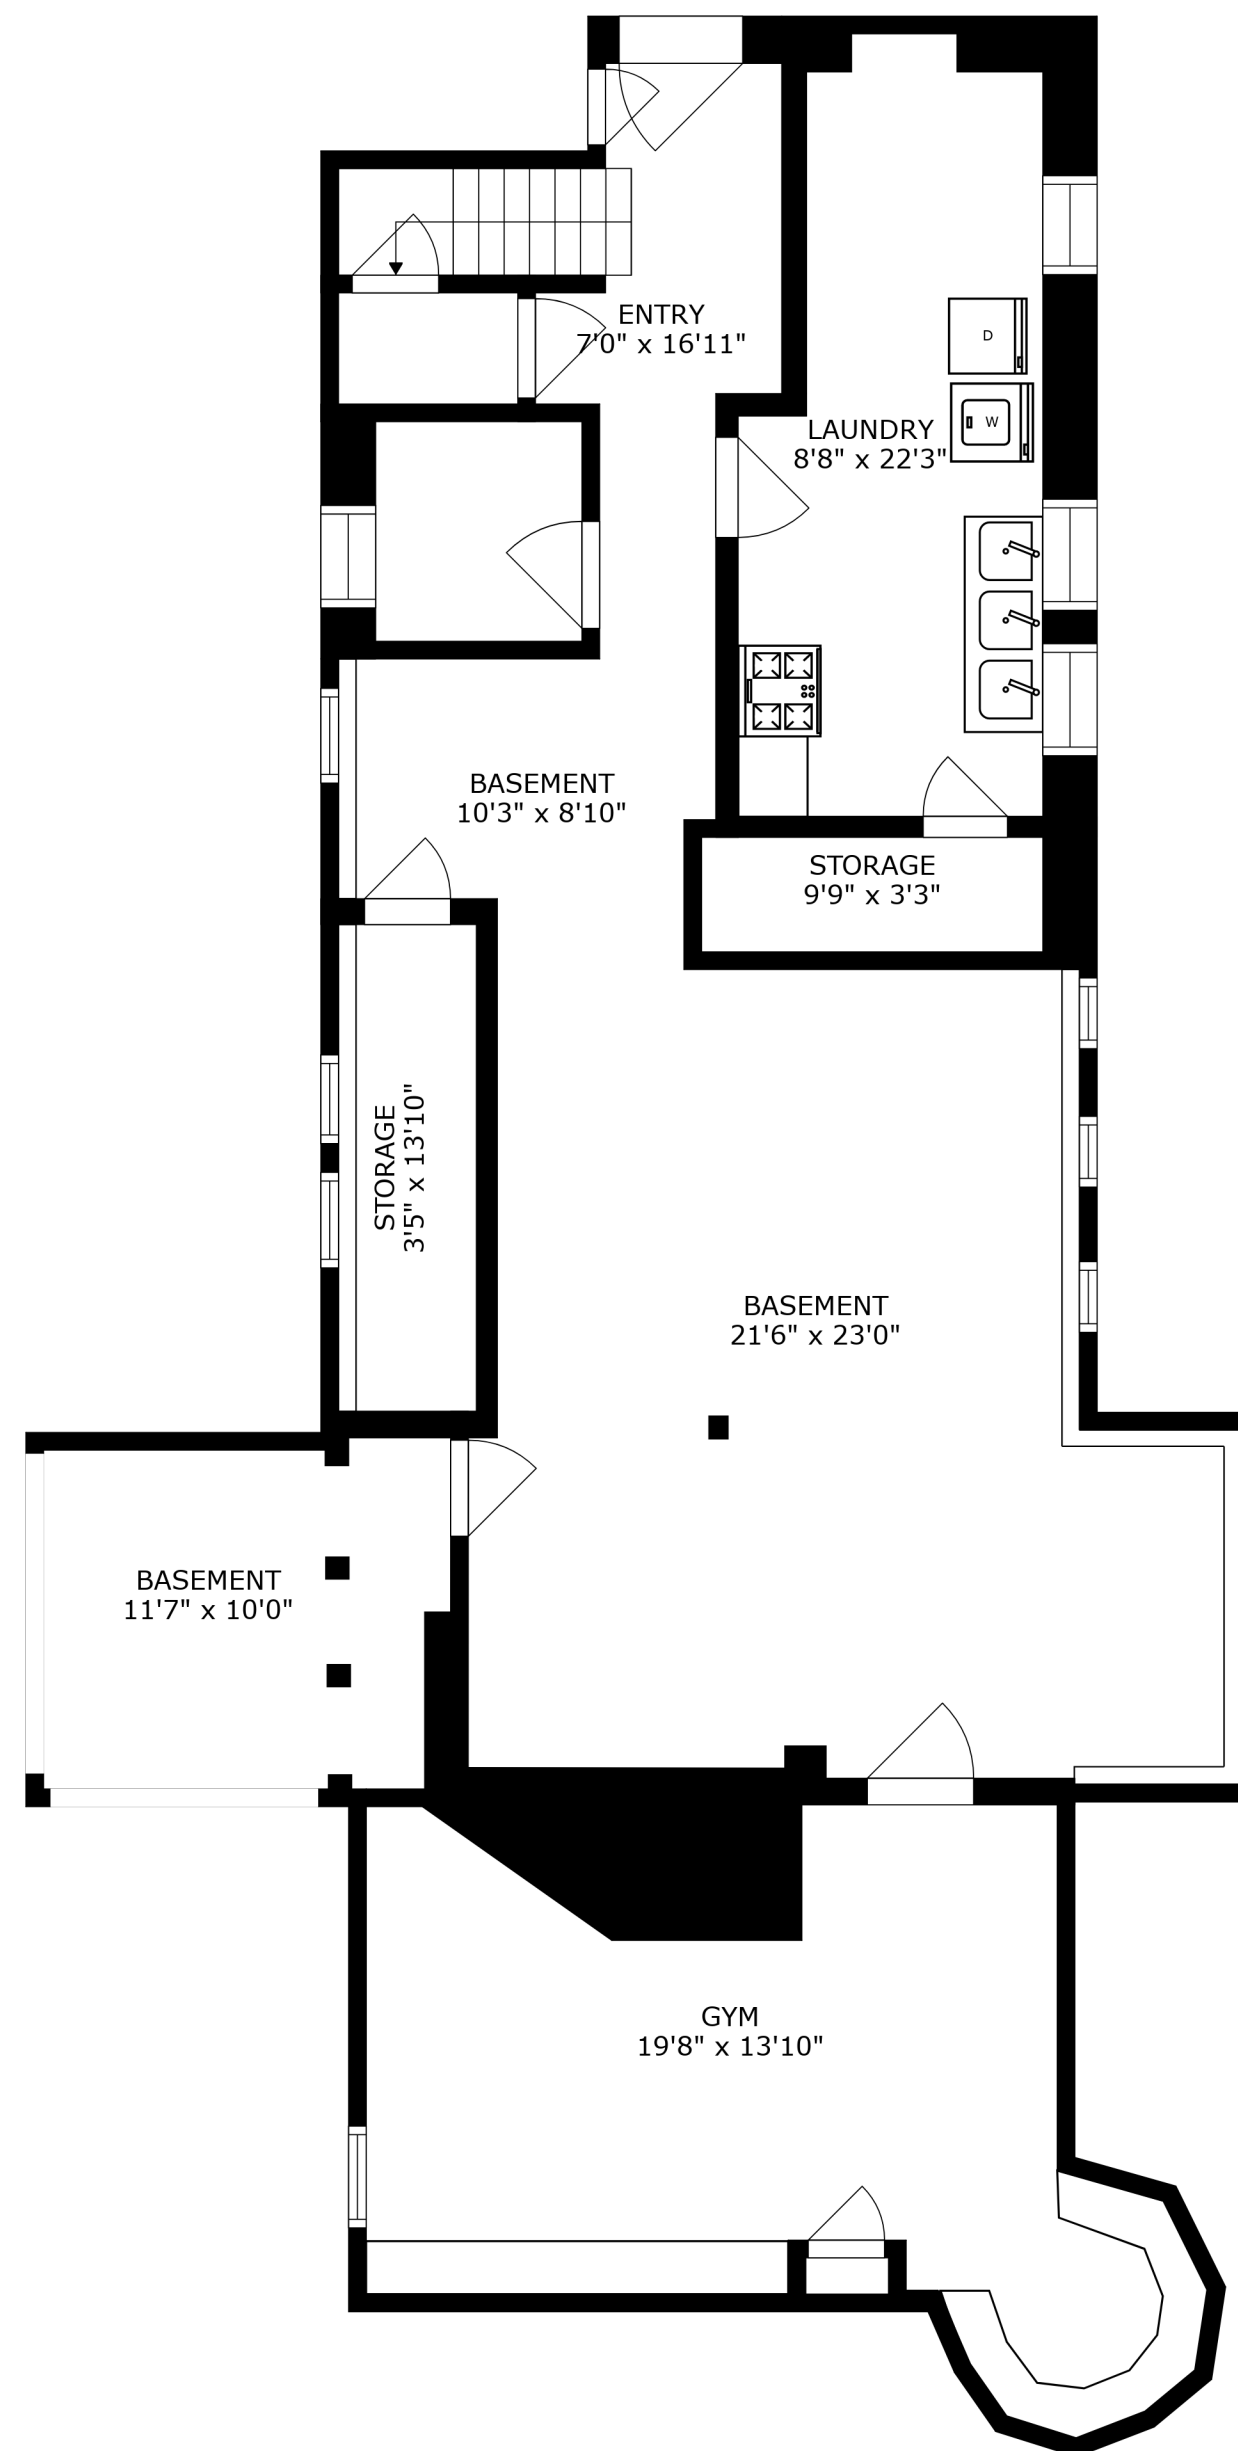 ENTRY
7'0" x 16'11"
D
W
LAUNDRY
8'8" x 22'3"
BASEMENT
10'3" x 8'10"
STORAGE
9'9" x 3'3"
STORAGE
3'5" x 13'10"
BASEMENT
21'6" x 23'0"
BASEMENT
11'7" x 10'0"
GYM
19'8" x 13'10"